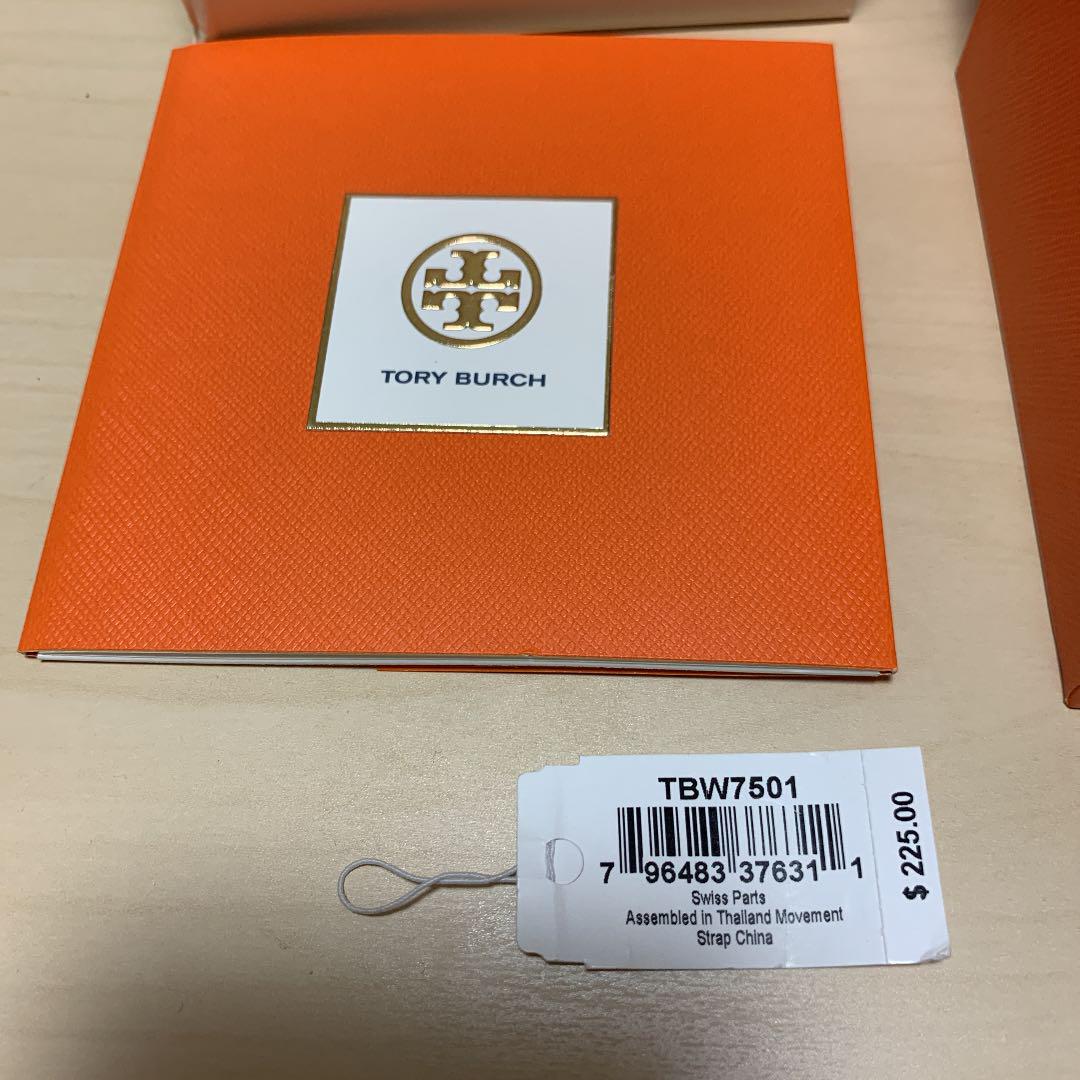 TORY BURCH
TBW7501
7 96483 37631 1
Swiss Parts
Assembled in Thailand Movement
Strap China
$ 225.00